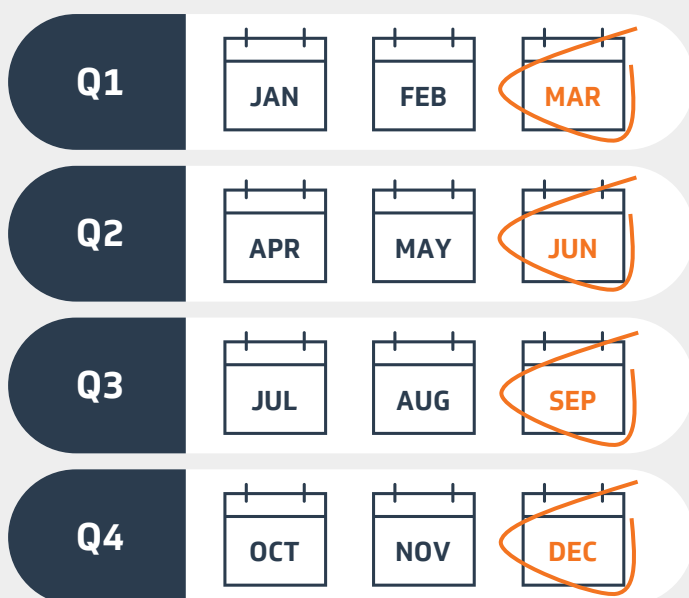 Q1 JAN FEB MAR
Q2 APR MAY JUN
Q3 JUL AUG SEP
Q4 OCT NOV DEC